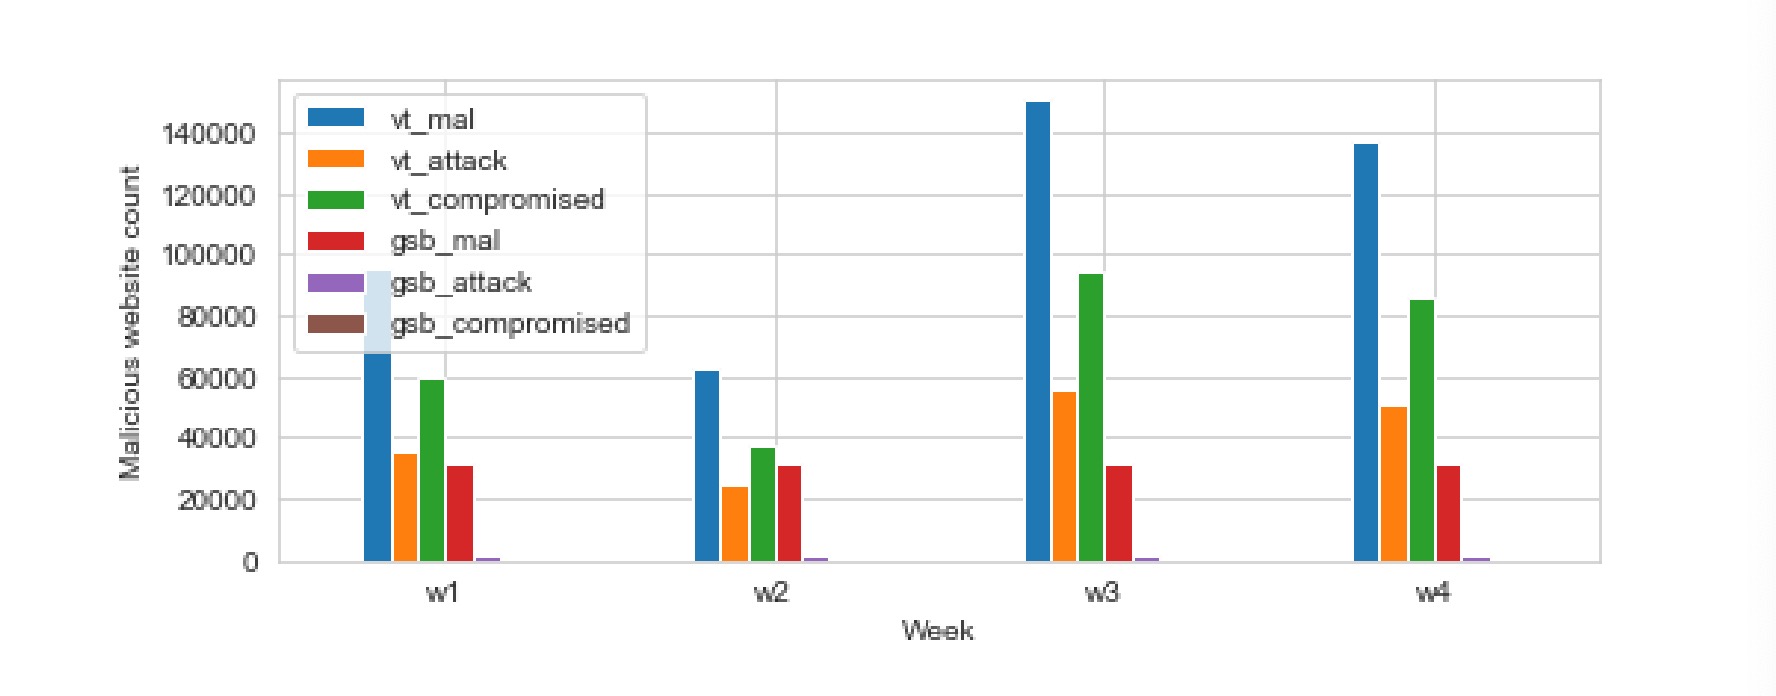 vt_mal
vt_attack
vt_compromised
gsb_mal
gsb_attack
gsb_compromised
140000
120000
100000
80000
60000
40000
20000
0
Malicious website count
w1
w2
w3
w4
Week